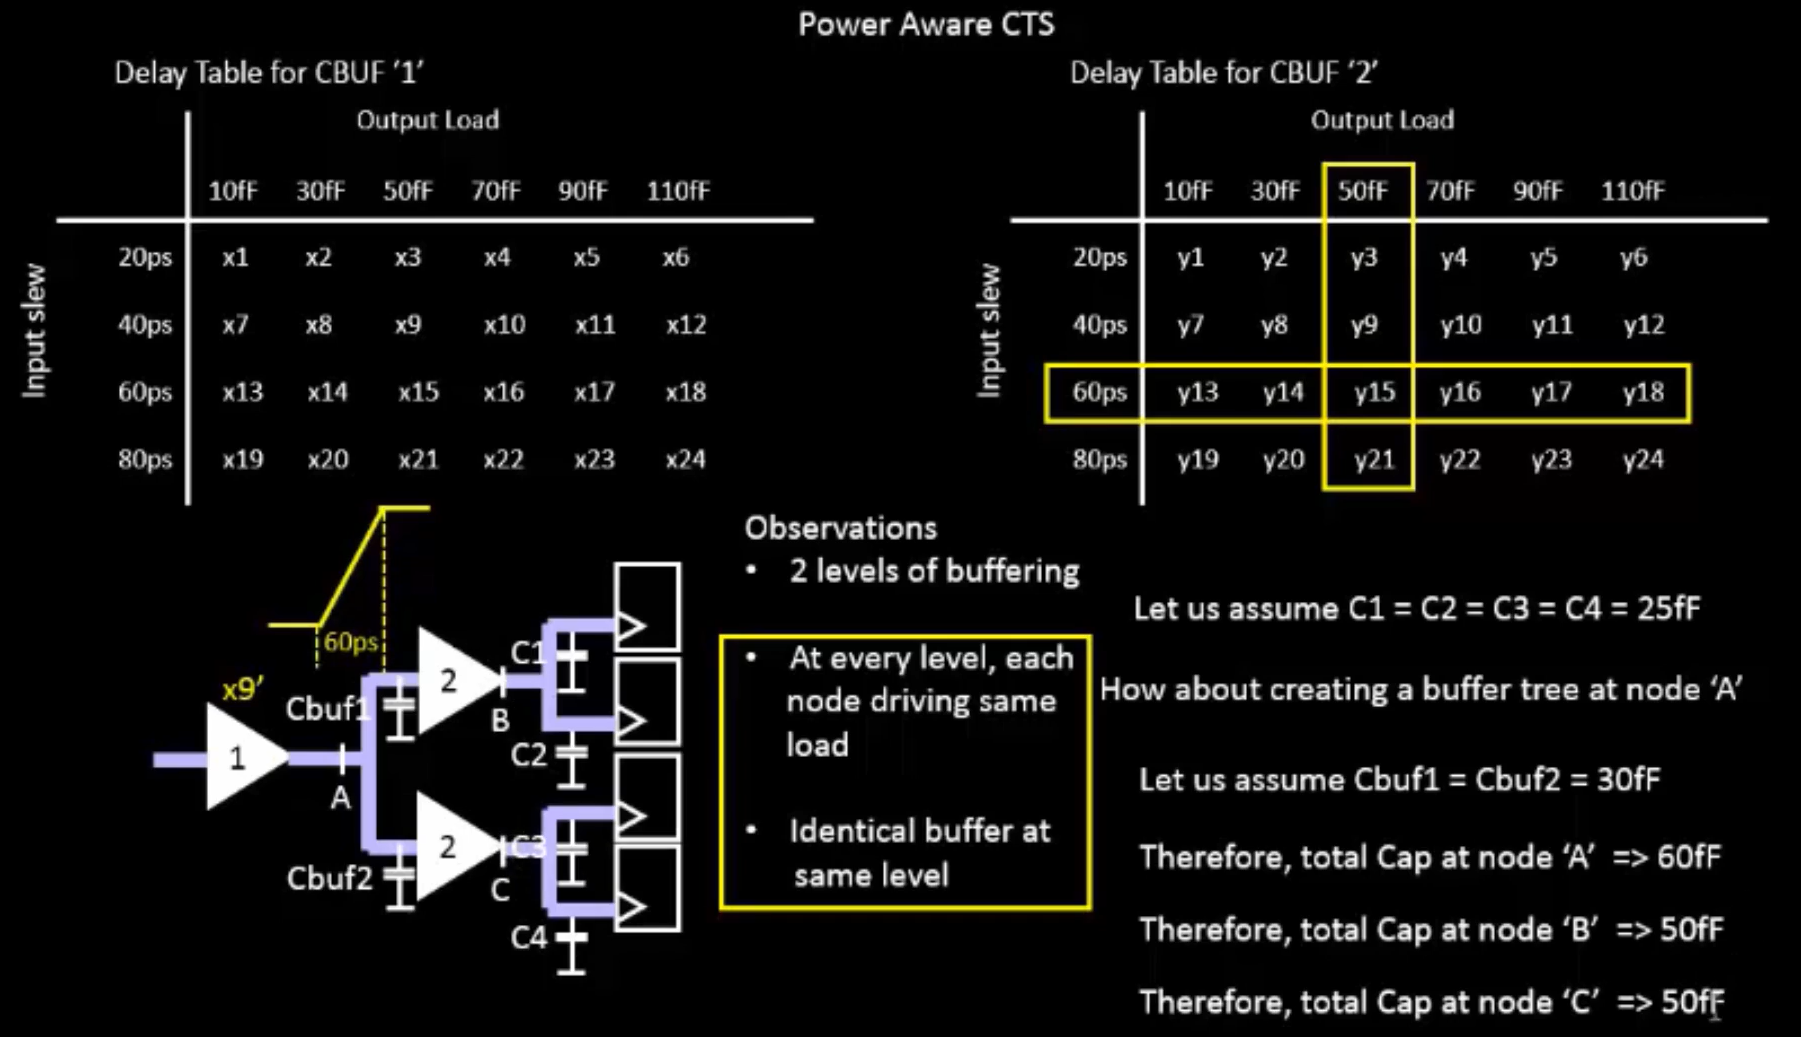 Power Aware CTS
Delay Table for CBUF ‘1’
Output Load
10fF 30fF 50fF 70fF 90fF 110fF
Input slew
20ps x1 x2 x3 x4 x5 x6
40ps x7 x8 x9 x10 x11 x12
60ps x13 x14 x15 x16 x17 x18
80ps x19 x20 x21 x22 x23 x24
Delay Table for CBUF ‘2’
Output Load
10fF 30fF 50fF 70fF 90fF 110fF
Input slew
20ps y1 y2 y3 y4 y5 y6
40ps y7 y8 y9 y10 y11 y12
60ps y13 y14 y15 y16 y17 y18
80ps y19 y20 y21 y22 y23 y24
60ps
x9’
1
A
Cbuf1
2
B
C1
C2
Cbuf2
2
C
C3
C4
Observations
• 2 levels of buffering
• At every level, each
node driving same
load
• Identical buffer at
same level
Let us assume C1 = C2 = C3 = C4 = 25fF
How about creating a buffer tree at node ‘A’
Let us assume Cbuf1 = Cbuf2 = 30fF
Therefore, total Cap at node ‘A’ => 60fF
Therefore, total Cap at node ‘B’ => 50fF
Therefore, total Cap at node ‘C’ => 50fF